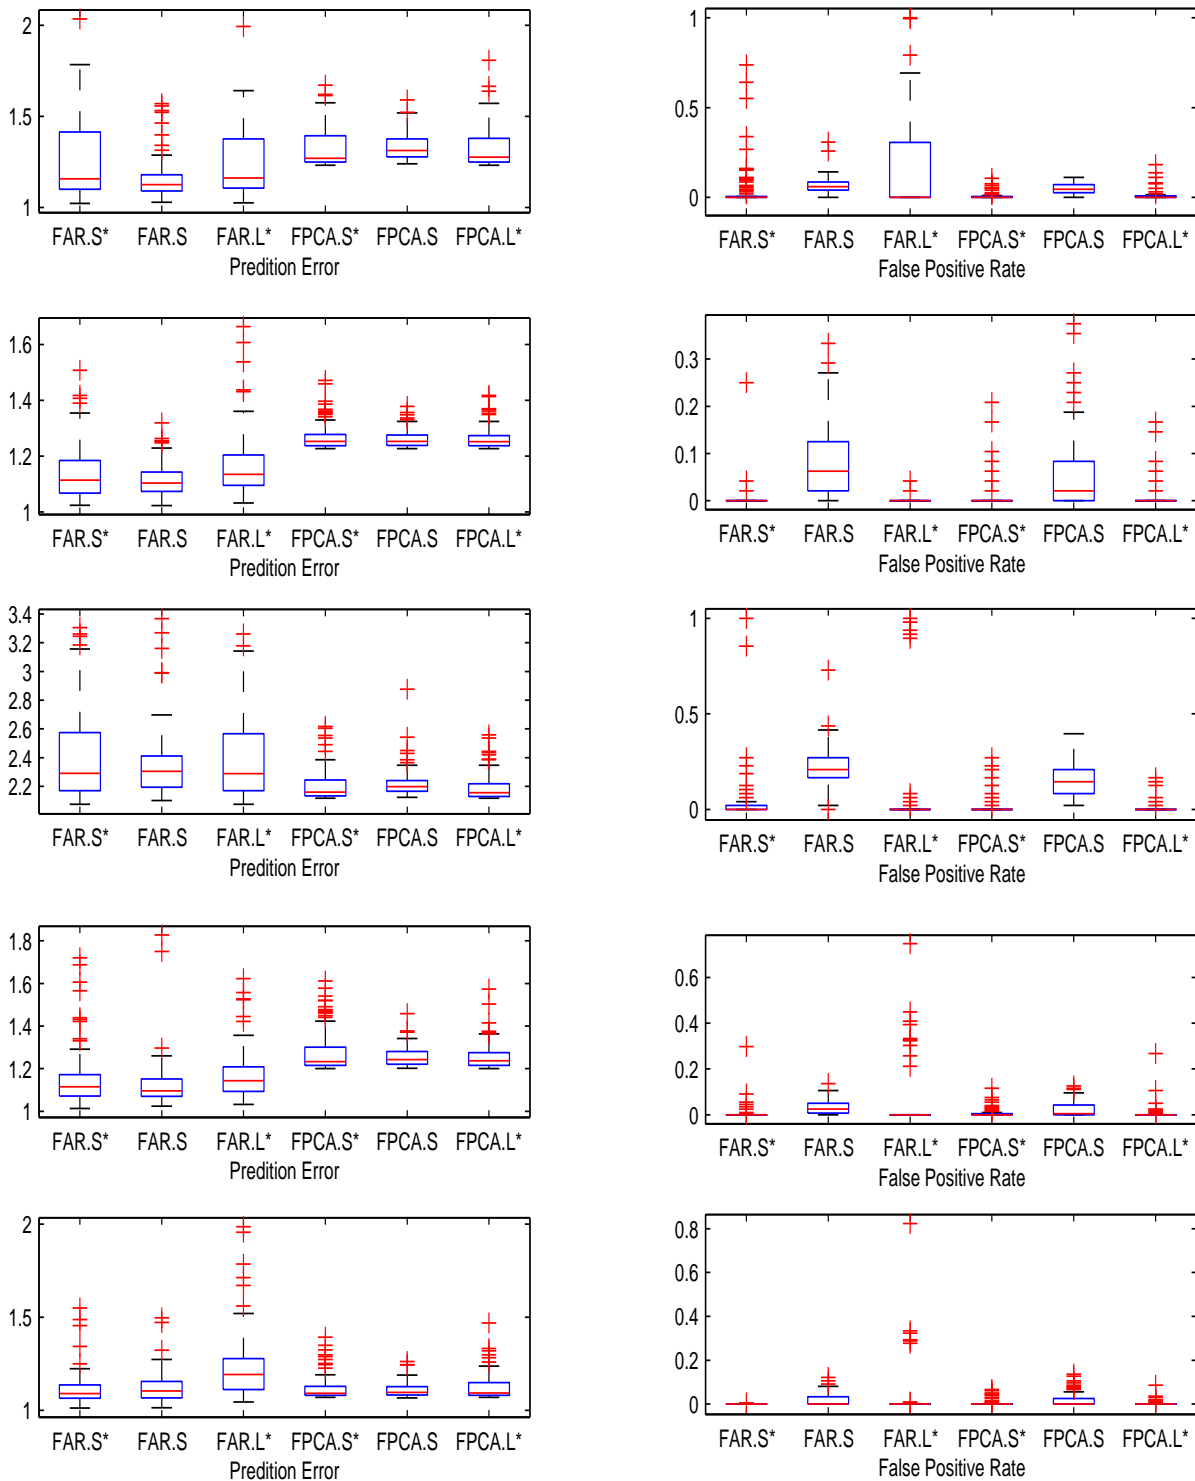 2
1.5
1
FAR.S* FAR.S FAR.L* FPCA.S* FPCA.S FPCA.L*
Predition Error
1
0.5
0
FAR.S* FAR.S FAR.L* FPCA.S* FPCA.S FPCA.L*
False Positive Rate
1.6
1.4
1.2
1
FAR.S* FAR.S FAR.L* FPCA.S* FPCA.S FPCA.L*
Predition Error
0.3
0.2
0.1
0
FAR.S* FAR.S FAR.L* FPCA.S* FPCA.S FPCA.L*
False Positive Rate
3.4
3.2
3
2.8
2.6
2.4
2.2
FAR.S* FAR.S FAR.L* FPCA.S* FPCA.S FPCA.L*
Predition Error
1
0.5
0
FAR.S* FAR.S FAR.L* FPCA.S* FPCA.S FPCA.L*
False Positive Rate
1.8
1.6
1.4
1.2
1
FAR.S* FAR.S FAR.L* FPCA.S* FPCA.S FPCA.L*
Predition Error
0.6
0.4
0.2
0
FAR.S* FAR.S FAR.L* FPCA.S* FPCA.S FPCA.L*
False Positive Rate
2
1.5
1
FAR.S* FAR.S FAR.L* FPCA.S* FPCA.S FPCA.L*
Predition Error
0.8
0.6
0.4
0.2
0
FAR.S* FAR.S FAR.L* FPCA.S* FPCA.S FPCA.L*
False Positive Rate